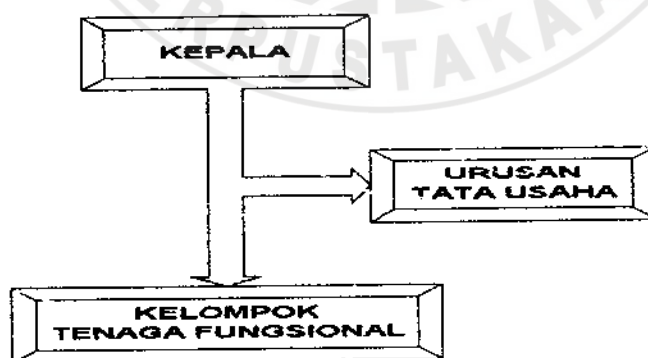 KEPALA
URUSAN
TATA USAHA
KELOMPOK
TENAGA FUNGSIONAL